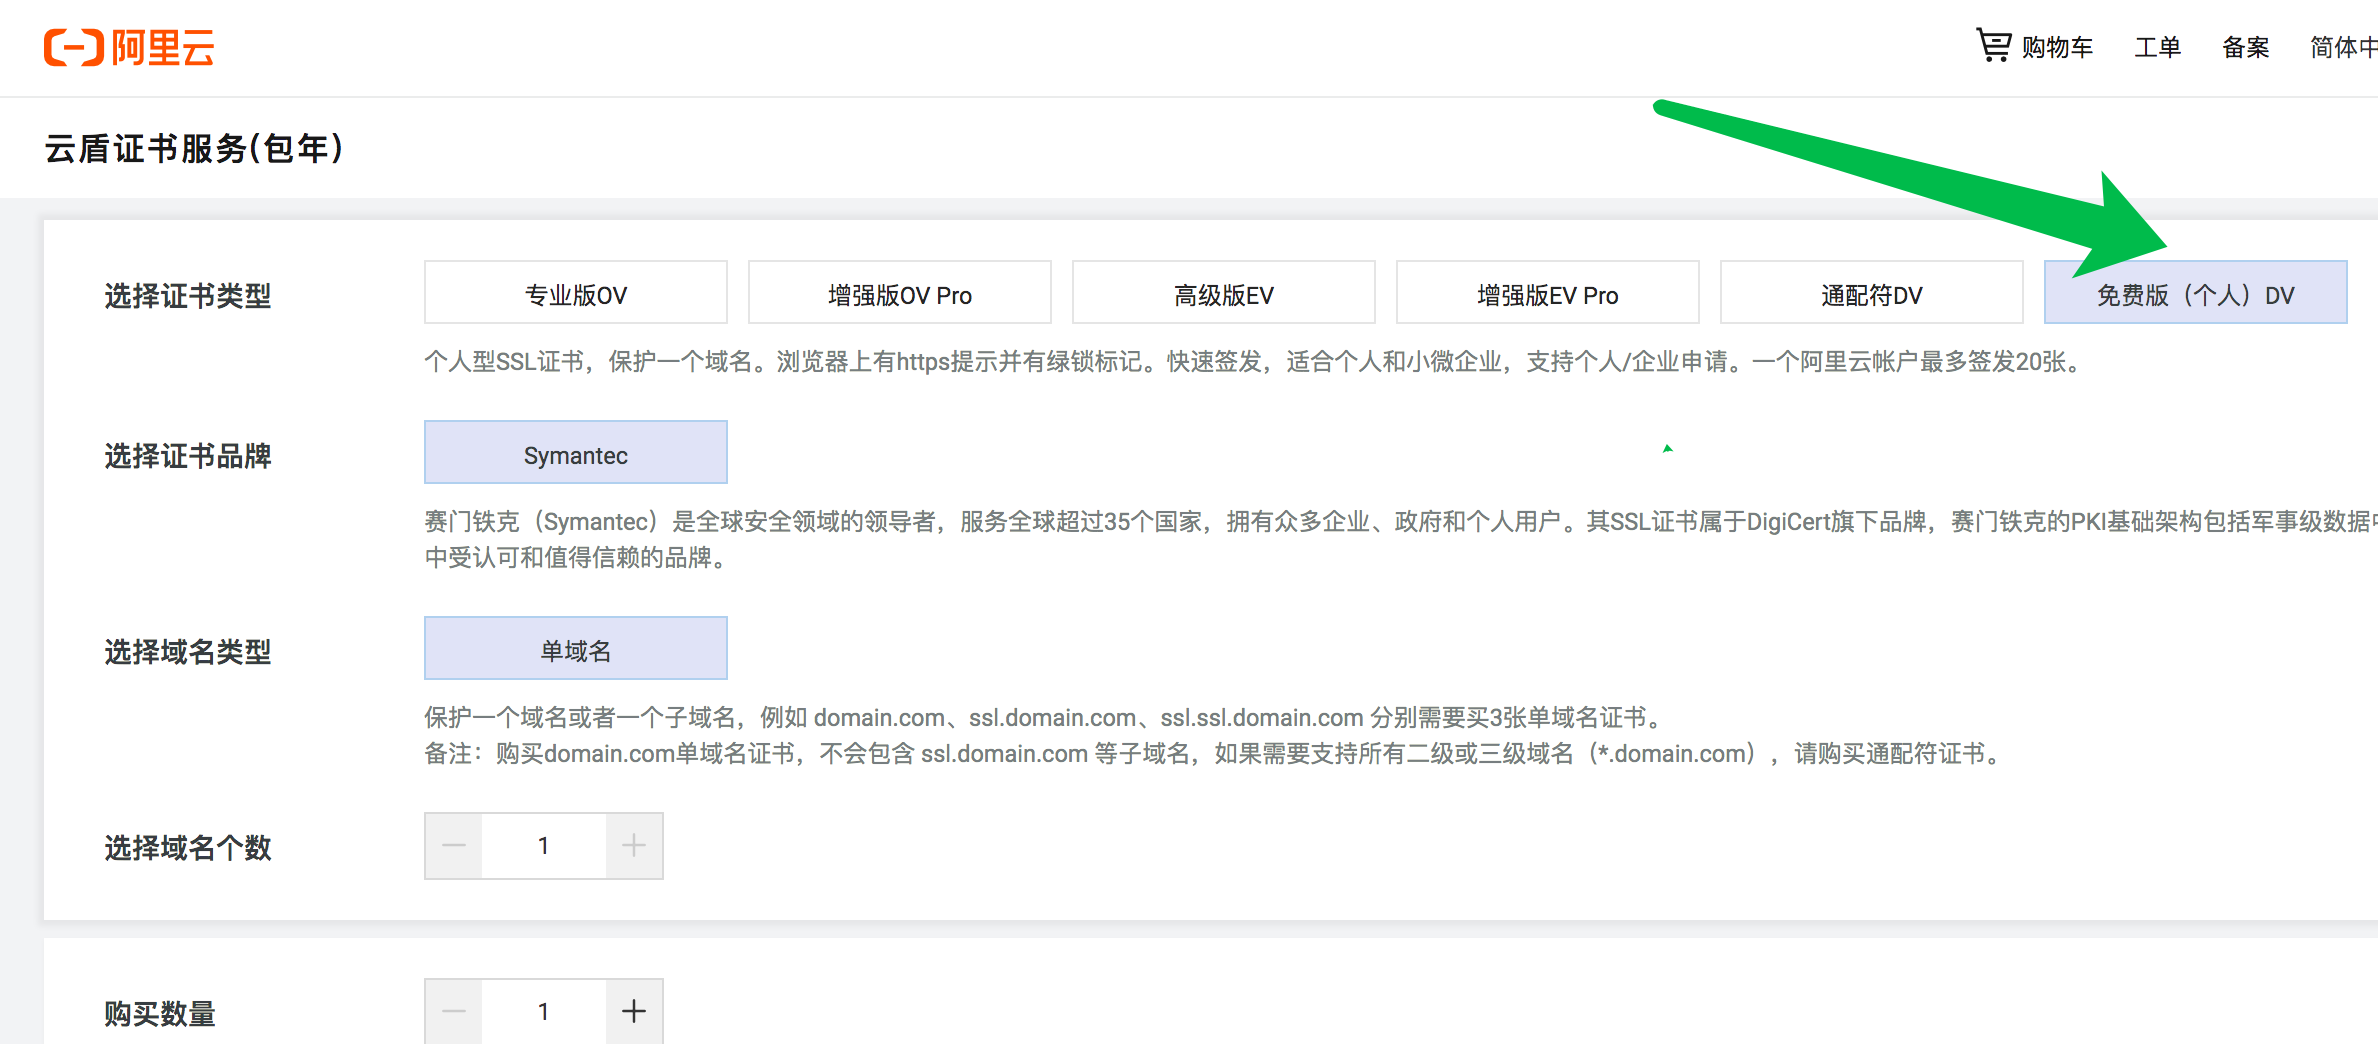 阿里云
购物车 工单 备案 简体中
云盾证书服务(包年)
选择证书类型 专业版OV 增强版OV Pro 高级版EV 增强版EV Pro 通配符DV 免费版（个人）DV
个人型SSL证书，保护一个域名。浏览器上有https提示并有绿锁标记。快速签发，适合个人和小微企业，支持个人/企业申请。一个阿里云帐户最多签发20张。
选择证书品牌 Symantec
赛门铁克（Symantec）是全球安全领域的领导者，服务全球超过35个国家，拥有众多企业、政府和个人用户。其SSL证书属于DigiCert旗下品牌，赛门铁克的PKI基础架构包括军事级数据中
中受认可和值得信赖的品牌。
选择域名类型 单域名
保护一个域名或者一个子域名，例如 domain.com、ssl.domain.com、ssl.ssl.domain.com 分别需要买3张单域名证书。
备注：购买domain.com单域名证书，不会包含 ssl.domain.com 等子域名，如果需要支持所有二级或三级域名（*.domain.com），请购买通配符证书。
选择域名个数 1
购买数量 1